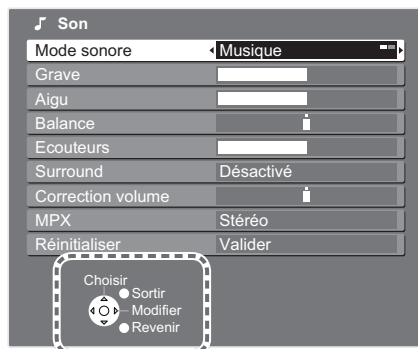 Son
Mode sonore Musique
Grave
Aigu
Balance
Ecouteurs
Surround Désactivé
Correction volume
MPX Stéréo
Réinitialiser Valider
Choisir
Sortir
Modifier
Revenir